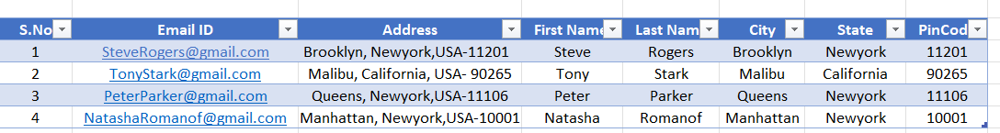 S.No Email ID Address First Name Last Nam City State PinCod
1 SteveRogers@gmail.com Brooklyn, Newyork,USA-11201 Steve Rogers Brooklyn Newyork 11201
2 TonyStark@gmail.com Malibu, California, USA- 90265 Tony Stark Malibu California 90265
3 PeterParker@gmail.com Queens, Newyork,USA-11106 Peter Parker Queens Newyork 11106
4 NatashaRomanof@gmail.com Manhattan, Newyork,USA-10001 Natasha Romanof Manhattan Newyork 10001